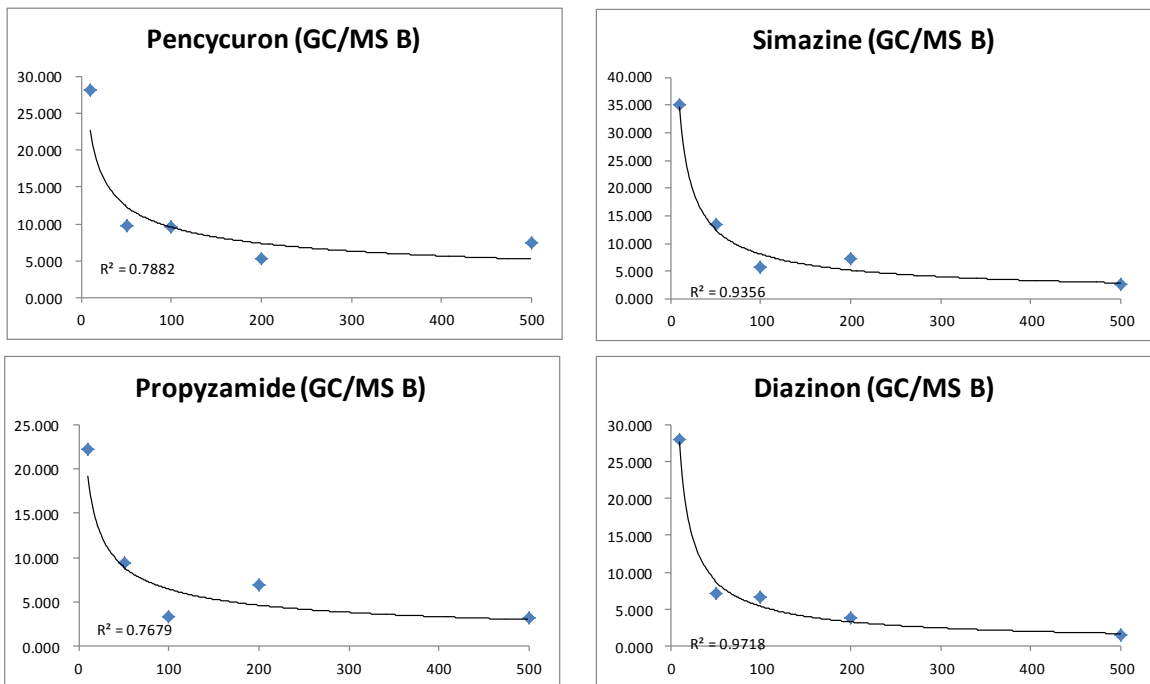 Pencycuron (GC/MS B)
30.000
25.000
20.000
15.000
10.000
5.000
0.000
R² = 0.7882
0 100 200 300 400 500
Simazine (GC/MS B)
40.000
35.000
30.000
25.000
20.000
15.000
10.000
5.000
0.000
R² = 0.9356
0 100 200 300 400 500
Propyzamide (GC/MS B)
25.000
20.000
15.000
10.000
5.000
0.000
R² = 0.7679
0 100 200 300 400 500
Diazinon (GC/MS B)
30.000
25.000
20.000
15.000
10.000
5.000
0.000
R² = 0.9718
0 100 200 300 400 500